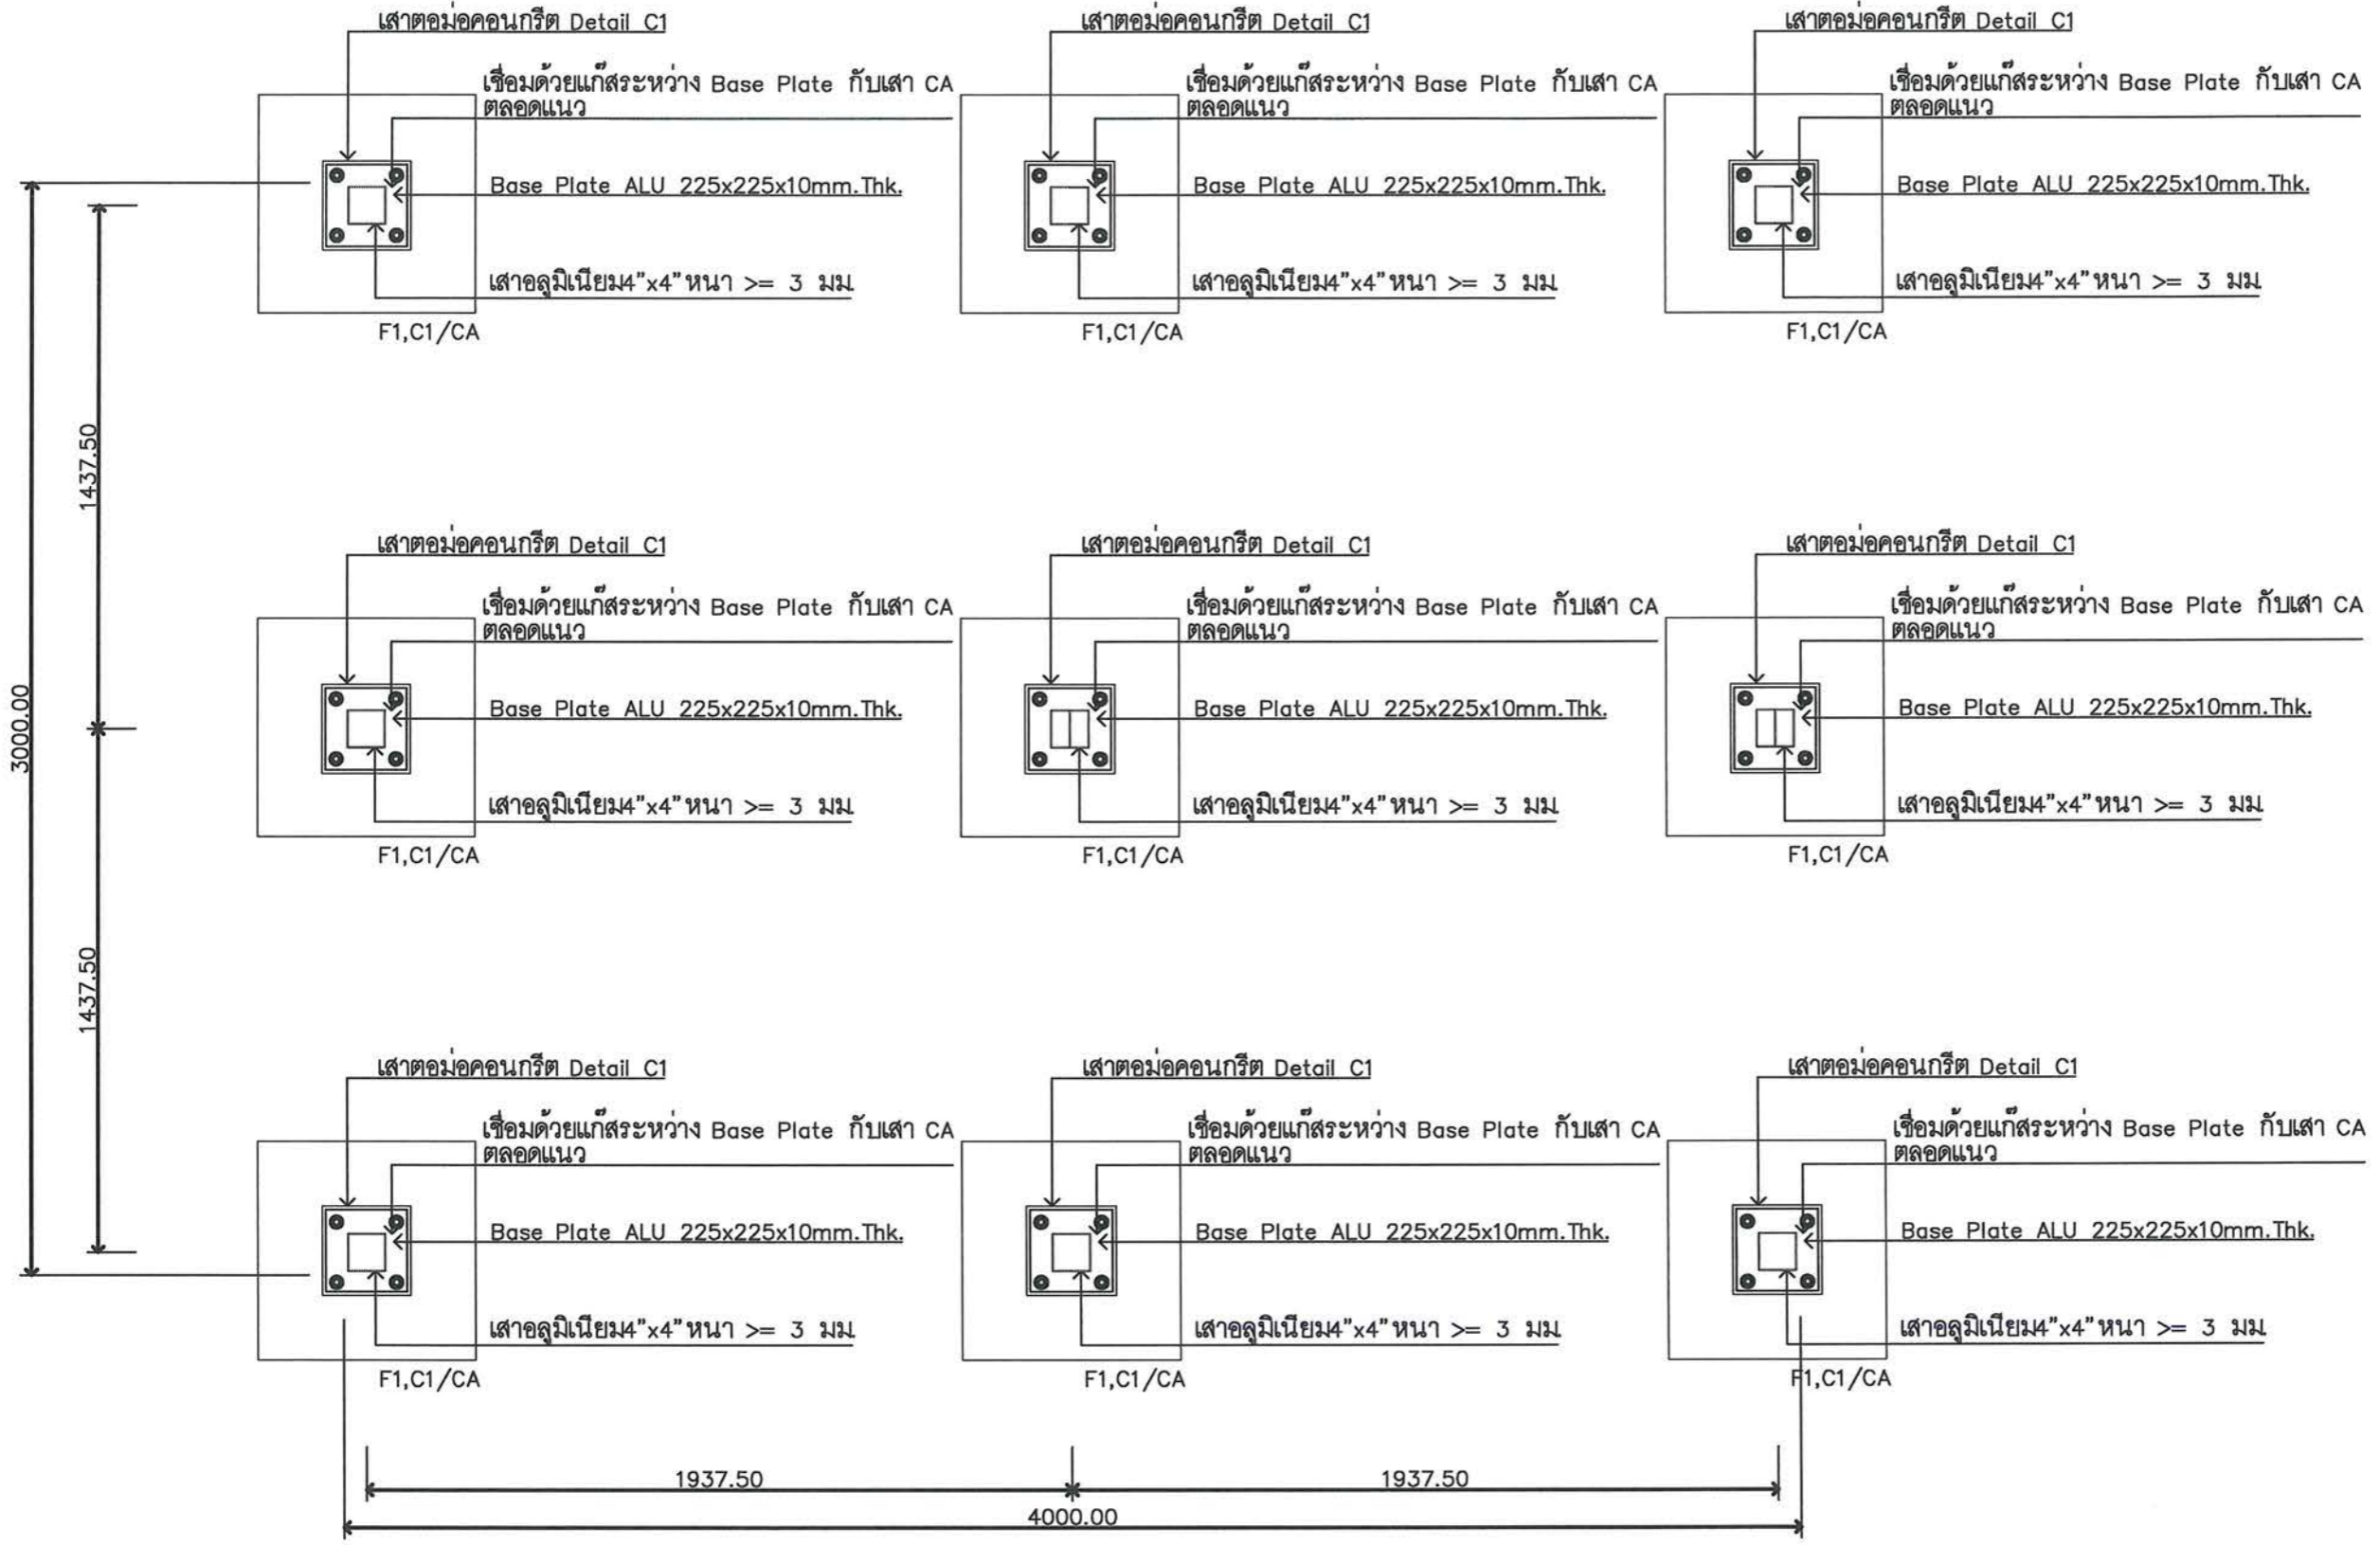 เสาตอม่อคอนกรีต Detail C1
เชื่อมด้วยแก๊สระหว่าง Base Plate กับเสา CA
ตลอดแนว
Base Plate ALU 225x225x10mm.Thk.
เสาอลูมิเนียม4"x4"หนา >= 3 มม.
F1,C1/CA
เสาตอม่อคอนกรีต Detail C1
เชื่อมด้วยแก๊สระหว่าง Base Plate กับเสา CA
ตลอดแนว
Base Plate ALU 225x225x10mm.Thk.
เสาอลูมิเนียม4"x4"หนา >= 3 มม.
F1,C1/CA
เสาตอม่อคอนกรีต Detail C1
เชื่อมด้วยแก๊สระหว่าง Base Plate กับเสา CA
ตลอดแนว
Base Plate ALU 225x225x10mm.Thk.
เสาอลูมิเนียม4"x4"หนา >= 3 มม.
F1,C1/CA
1437.50
3000.00
เสาตอม่อคอนกรีต Detail C1
เชื่อมด้วยแก๊สระหว่าง Base Plate กับเสา CA
ตลอดแนว
Base Plate ALU 225x225x10mm.Thk.
เสาอลูมิเนียม4"x4"หนา >= 3 มม.
F1,C1/CA
เสาตอม่อคอนกรีต Detail C1
เชื่อมด้วยแก๊สระหว่าง Base Plate กับเสา CA
ตลอดแนว
Base Plate ALU 225x225x10mm.Thk.
เสาอลูมิเนียม4"x4"หนา >= 3 มม.
F1,C1/CA
เสาตอม่อคอนกรีต Detail C1
เชื่อมด้วยแก๊สระหว่าง Base Plate กับเสา CA
ตลอดแนว
Base Plate ALU 225x225x10mm.Thk.
เสาอลูมิเนียม4"x4"หนา >= 3 มม.
F1,C1/CA
1437.50
เสาตอม่อคอนกรีต Detail C1
เชื่อมด้วยแก๊สระหว่าง Base Plate กับเสา CA
ตลอดแนว
Base Plate ALU 225x225x10mm.Thk.
เสาอลูมิเนียม4"x4"หนา >= 3 มม.
F1,C1/CA
เสาตอม่อคอนกรีต Detail C1
เชื่อมด้วยแก๊สระหว่าง Base Plate กับเสา CA
ตลอดแนว
Base Plate ALU 225x225x10mm.Thk.
เสาอลูมิเนียม4"x4"หนา >= 3 มม.
F1,C1/CA
เสาตอม่อคอนกรีต Detail C1
เชื่อมด้วยแก๊สระหว่าง Base Plate กับเสา CA
ตลอดแนว
Base Plate ALU 225x225x10mm.Thk.
เสาอลูมิเนียม4"x4"หนา >= 3 มม.
F1,C1/CA
1937.50
1937.50
4000.00